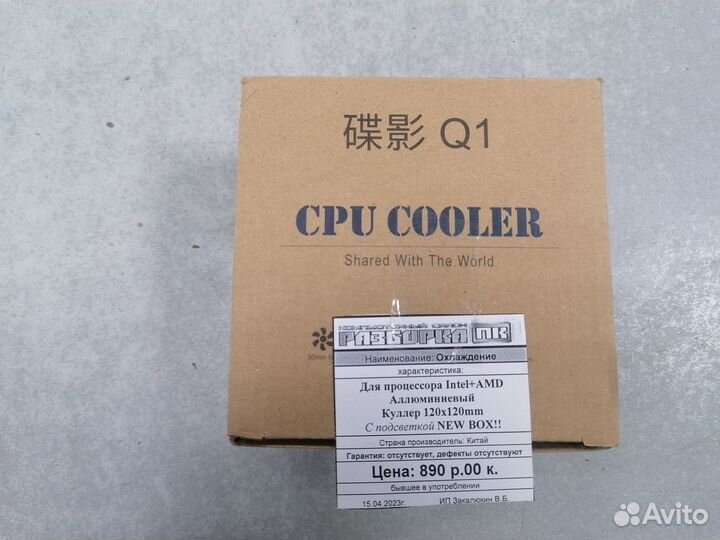 碟影 Q1
CPU COOLER
Shared With The World
90mm
КОМПЬЮТЕРНЫЙ САЛОН
РАЗБОРКА ПК
Наименование: Охлаждение
характеристика:
Для процессора Intel+AMD
Аллюминиевый
Куллер 120x120mm
С подсветкой NEW BOX!!
Страна производитель: Китай
Гарантия: отсутствует, дефекты отсутствуют
Цена: 890 р.00 к.
бывшее в употреблении
15.04.2023г. ИП Закалюкин В.Б.
Avito